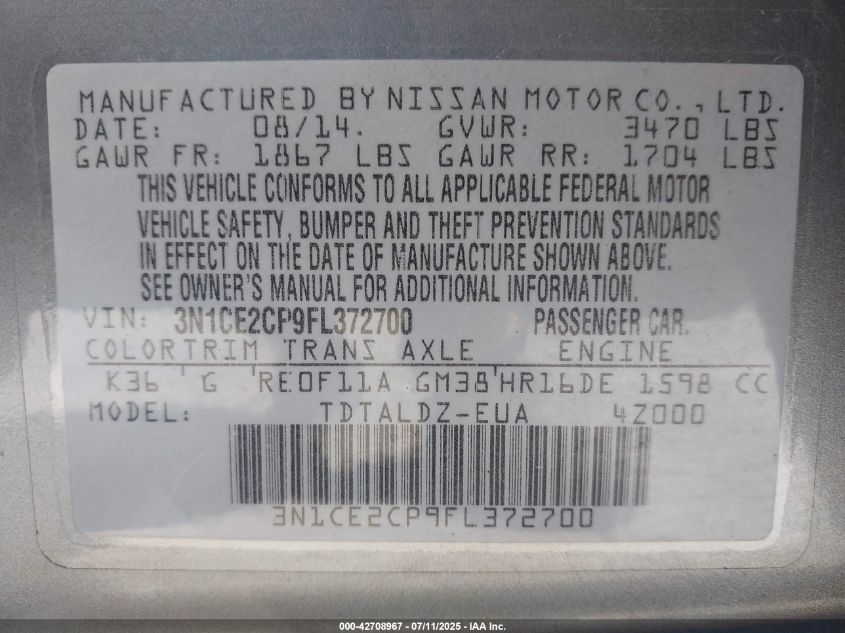 MANUFACTURED BY NISSAN MOTOR CO., LTD.
DATE: 08/14. GVWR: 3470 LBS
GAWR FR: 1867 LBS GAWR RR: 1704 LBS
THIS VEHICLE CONFORMS TO ALL APPLICABLE FEDERAL MOTOR
VEHICLE SAFETY, BUMPER AND THEFT PREVENTION STANDARDS
IN EFFECT ON THE DATE OF MANUFACTURE SHOWN ABOVE.
SEE OWNER'S MANUAL FOR ADDITIONAL INFORMATION.
VIN: 3N1CE2CP9FL372700 PASSENGER CAR.
COLORTRIM TRANS AXLE ENGINE
K36 ' G 'RE0F11A GM38'HR16DE 1598 CC
MODEL: TDTALDZ-EUA 4Z000
3N1CE2CP9FL372700
000-42708967 - 07/11/2025 - IAA Inc.